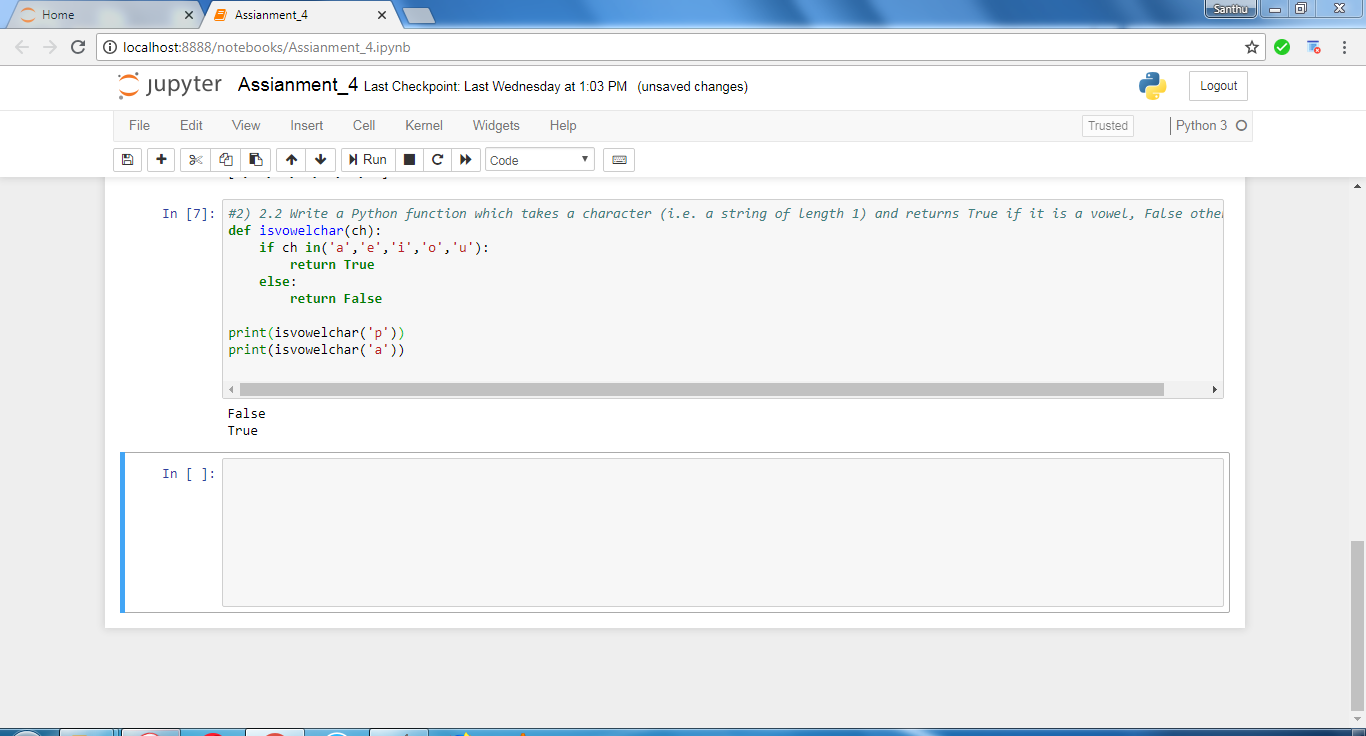 Home
Assianment_4
Santhu
localhost:8888/notebooks/Assianment_4.ipynb
jupyter Assianment_4 Last Checkpoint: Last Wednesday at 1:03 PM (unsaved changes)
Logout
File Edit View Insert Cell Kernel Widgets Help
Trusted
Python 3
Run
Code
In [7]:
#2) 2.2 Write a Python function which takes a character (i.e. a string of length 1) and returns True if it is a vowel, False
def isvowelchar(ch):
    if ch in('a','e','i','o','u'):
        return True
    else:
        return False
print(isvowelchar('p'))
print(isvowelchar('a'))
False
True
In [ ]: